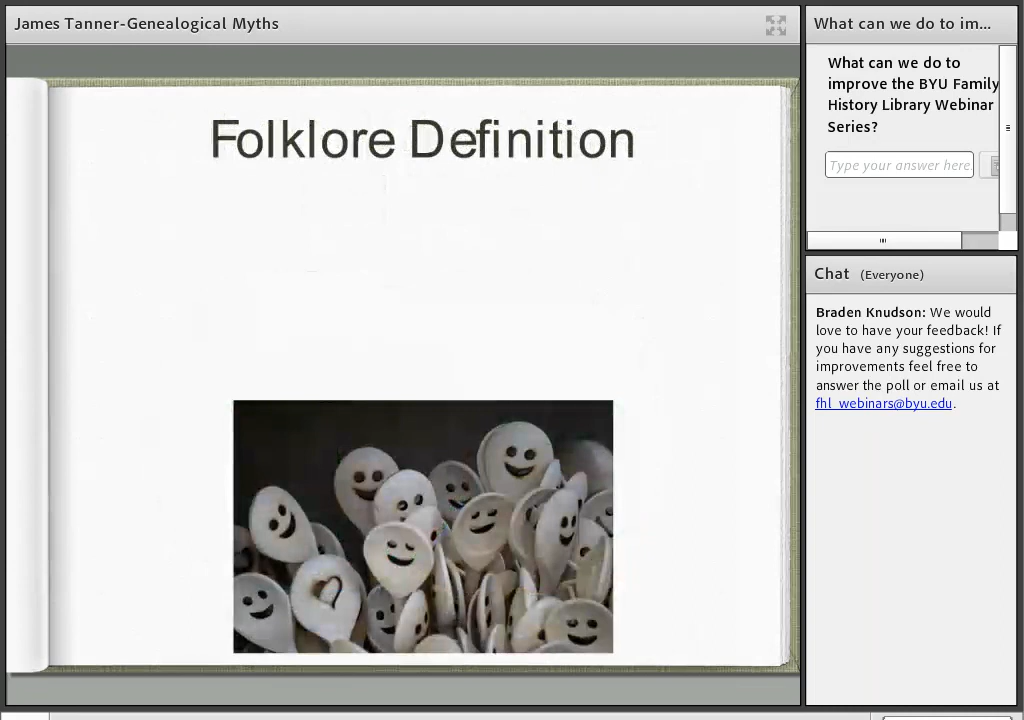 James Tanner-Genealogical Myths
Folklore Definition
What can we do to im...
What can we do to
improve the BYU Family
History Library Webinar
Series?
Type your answer here
Chat (Everyone)
Braden Knudson: We would
love to have your feedback! If
you have any suggestions for
improvements feel free to
answer the poll or email us at
fhl_webinars@byu.edu.